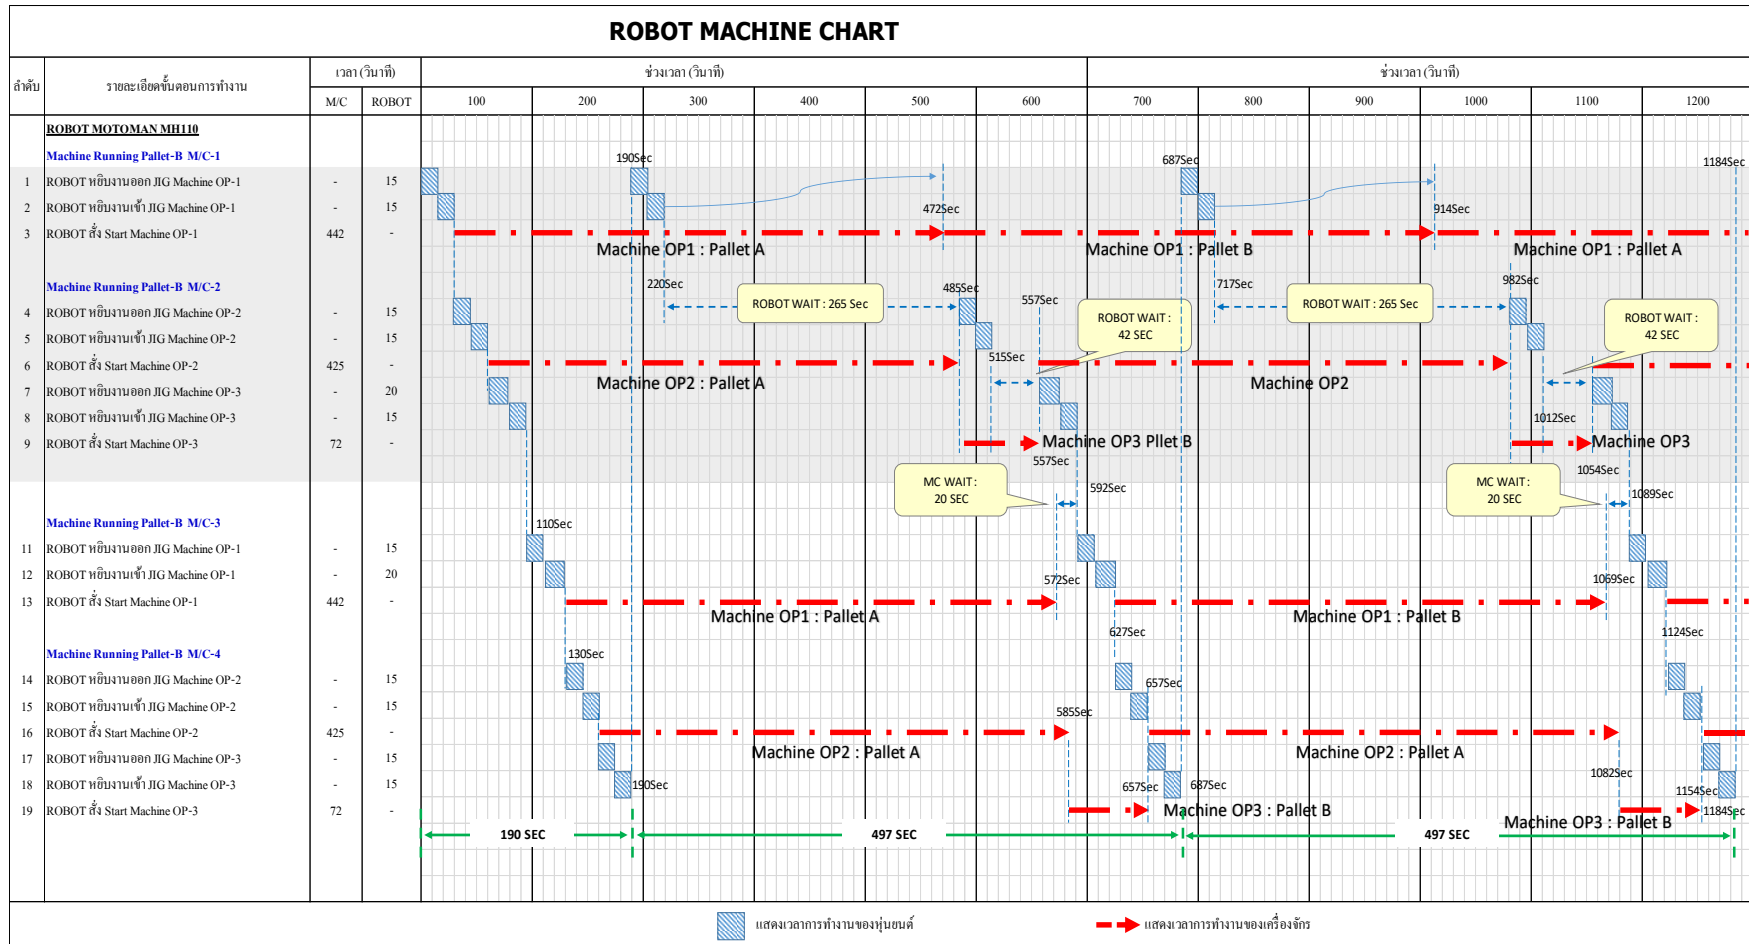 ROBOT MACHINE CHART
ลำดับ รายละเอียดขั้นตอนการทำงาน เวลา (วินาที) ช่วงเวลา (วินาที) ช่วงเวลา (วินาที)
M/C ROBOT 100 200 300 400 500 600 700 800 900 1000 1100 1200
ROBOT MOTOMAN MH110
Machine Running Pallet-B M/C-1 190Sec 687Sec 1184Sec
1 ROBOT หยิบงานออก JIG Machine OP-1 - 15
2 ROBOT หยิบงานเข้า JIG Machine OP-1 - 15 472Sec 914Sec
3 ROBOT สั่ง Start Machine OP-1 442 -
Machine OP1 : Pallet A Machine OP1 : Pallet B Machine OP1 : Pallet A
Machine Running Pallet-B M/C-2 220Sec 485Sec 557Sec 717Sec 982Sec
ROBOT WAIT : 265 Sec ROBOT WAIT : 265 Sec
4 ROBOT หยิบงานออก JIG Machine OP-2 - 15
ROBOT WAIT :
42 SEC
ROBOT WAIT :
42 SEC
5 ROBOT หยิบงานเข้า JIG Machine OP-2 - 15
515Sec
6 ROBOT สั่ง Start Machine OP-2 425 -
Machine OP2 : Pallet A Machine OP2
7 ROBOT หยิบงานออก JIG Machine OP-3 - 20
8 ROBOT หยิบงานเข้า JIG Machine OP-3 - 15 1012Sec
9 ROBOT สั่ง Start Machine OP-3 72 - Machine OP3 Pllet B Machine OP3
557Sec 1054Sec
MC WAIT :
20 SEC
592Sec
MC WAIT :
20 SEC
1089Sec
Machine Running Pallet-B M/C-3 110Sec
11 ROBOT หยิบงานออก JIG Machine OP-1 - 15
12 ROBOT หยิบงานเข้า JIG Machine OP-1 - 20 572Sec 1069Sec
13 ROBOT สั่ง Start Machine OP-1 442 -
Machine OP1 : Pallet A Machine OP1 : Pallet B
627Sec 1124Sec
Machine Running Pallet-B M/C-4 130Sec
14 ROBOT หยิบงานออก JIG Machine OP-2 - 15 657Sec
15 ROBOT หยิบงานเข้า JIG Machine OP-2 - 15 585Sec
16 ROBOT สั่ง Start Machine OP-2 425 -
Machine OP2 : Pallet A Machine OP2 : Pallet A
17 ROBOT หยิบงานออก JIG Machine OP-3 - 15 1082Sec
18 ROBOT หยิบงานเข้า JIG Machine OP-3 - 15 190Sec 657Sec 687Sec 1154Sec
19 ROBOT สั่ง Start Machine OP-3 72 - Machine OP3 : Pallet B 1184Sec
Machine OP3 : Pallet B
190 SEC 497 SEC 497 SEC
แสดงเวลาการทำงานของหุ่นยนต์ แสดงเวลาการทำงานของเครื่องจักร